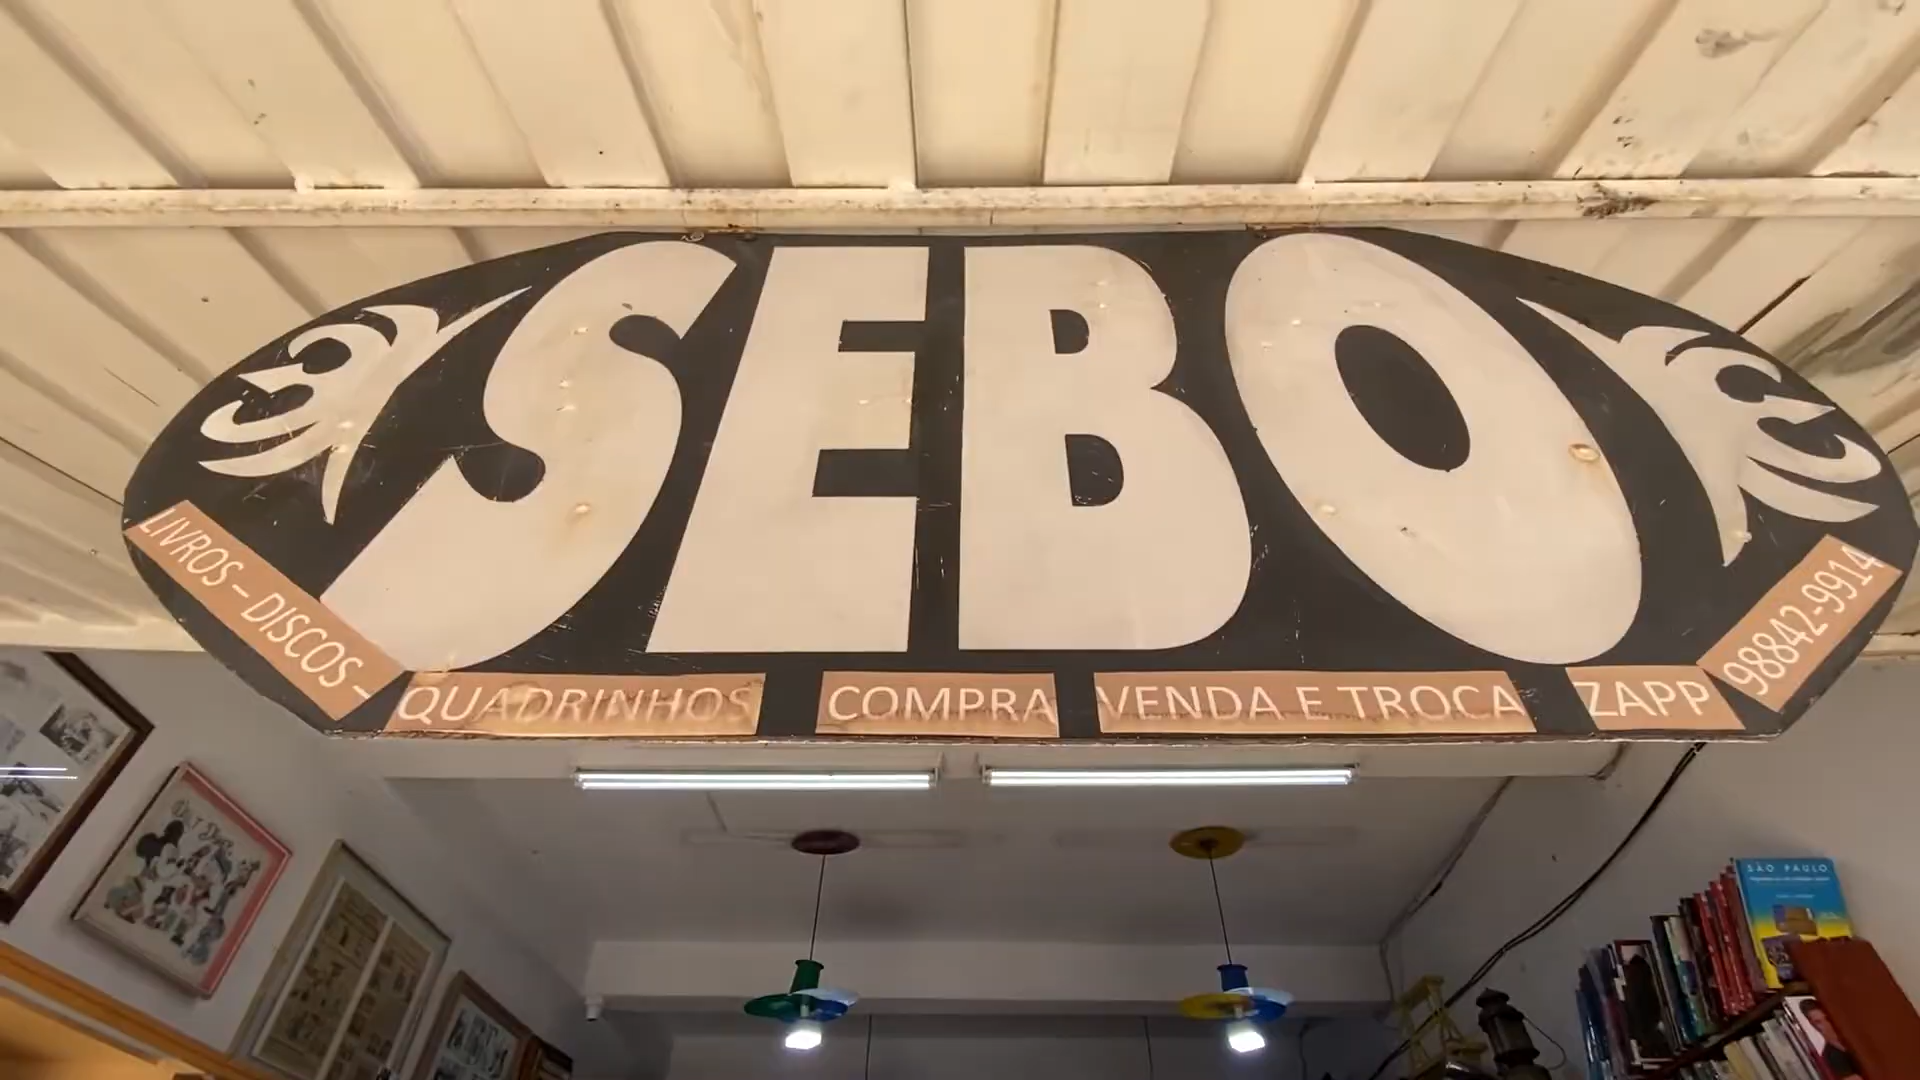 SEBO
LIVROS – DISCOS –
QUADRINHOS COMPRA VENDA E TROCA ZAPP
98842-9914
SÃO PAULO